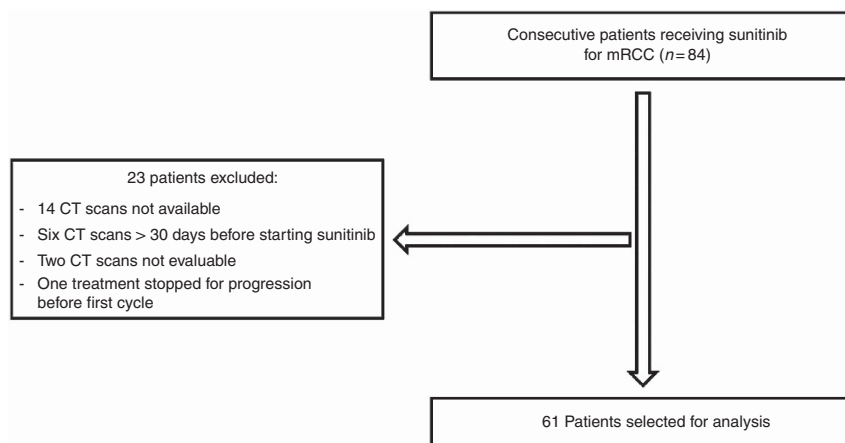 Consecutive patients receiving sunitinib
for mRCC (n=84)
23 patients excluded:
- 14 CT scans not available
- Six CT scans > 30 days before starting sunitinib
- Two CT scans not evaluable
- One treatment stopped for progression
before first cycle
61 Patients selected for analysis